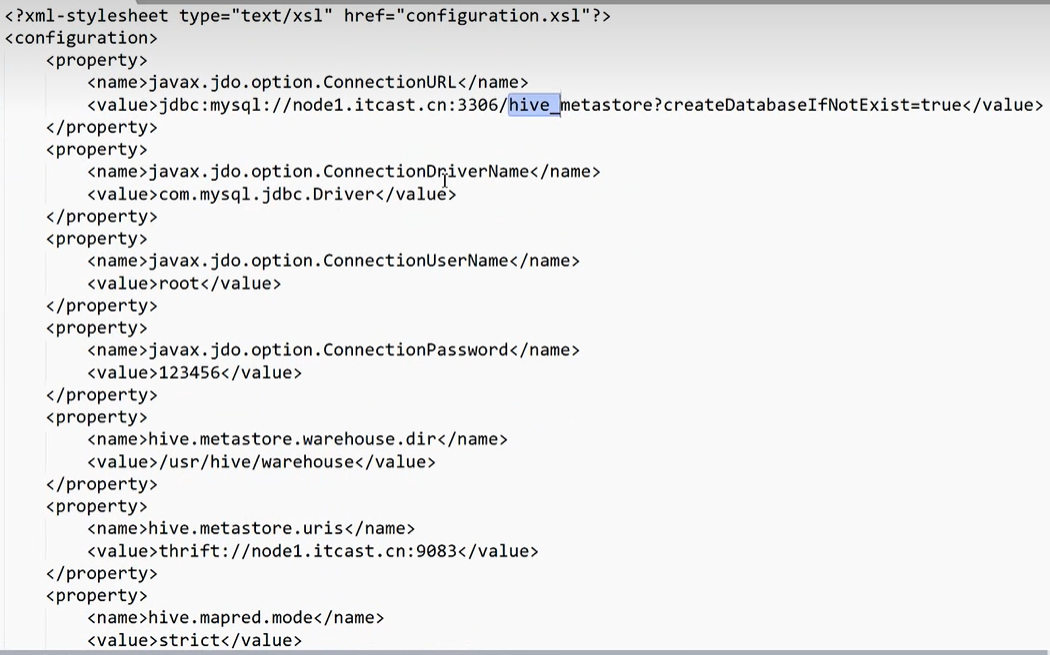 <?xml-stylesheet type="text/xsl" href="configuration.xsl"?>
<configuration>
    <property>
        <name>javax.jdo.option.ConnectionURL</name>
        <value>jdbc:mysql://node1.itcast.cn:3306/hive_metastore?createDatabaseIfNotExist=true</value>
    </property>
    <property>
        <name>javax.jdo.option.ConnectionDriverName</name>
        <value>com.mysql.jdbc.Driver</value>
    </property>
    <property>
        <name>javax.jdo.option.ConnectionUserName</name>
        <value>root</value>
    </property>
    <property>
        <name>javax.jdo.option.ConnectionPassword</name>
        <value>123456</value>
    </property>
    <property>
        <name>hive.metastore.warehouse.dir</name>
        <value>/usr/hive/warehouse</value>
    </property>
    <property>
        <name>hive.metastore.uris</name>
        <value>thrift://node1.itcast.cn:9083</value>
    </property>
    <property>
        <name>hive.mapred.mode</name>
        <value>strict</value>